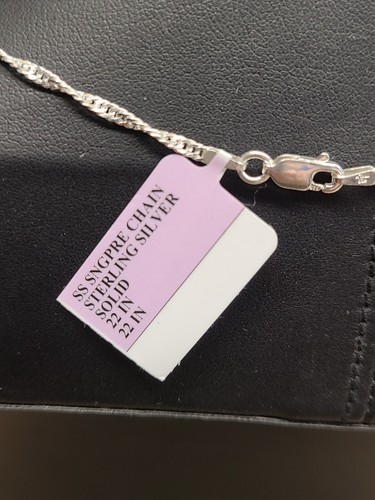 SS SNGPRE CHAIN
STERLING SILVER
SOLID
22 IN
22 IN